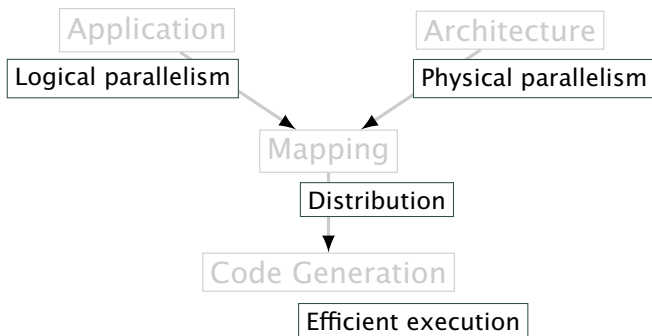 Application
Architecture
Logical parallelism
Physical parallelism
Mapping
Distribution
Code Generation
Efficient execution